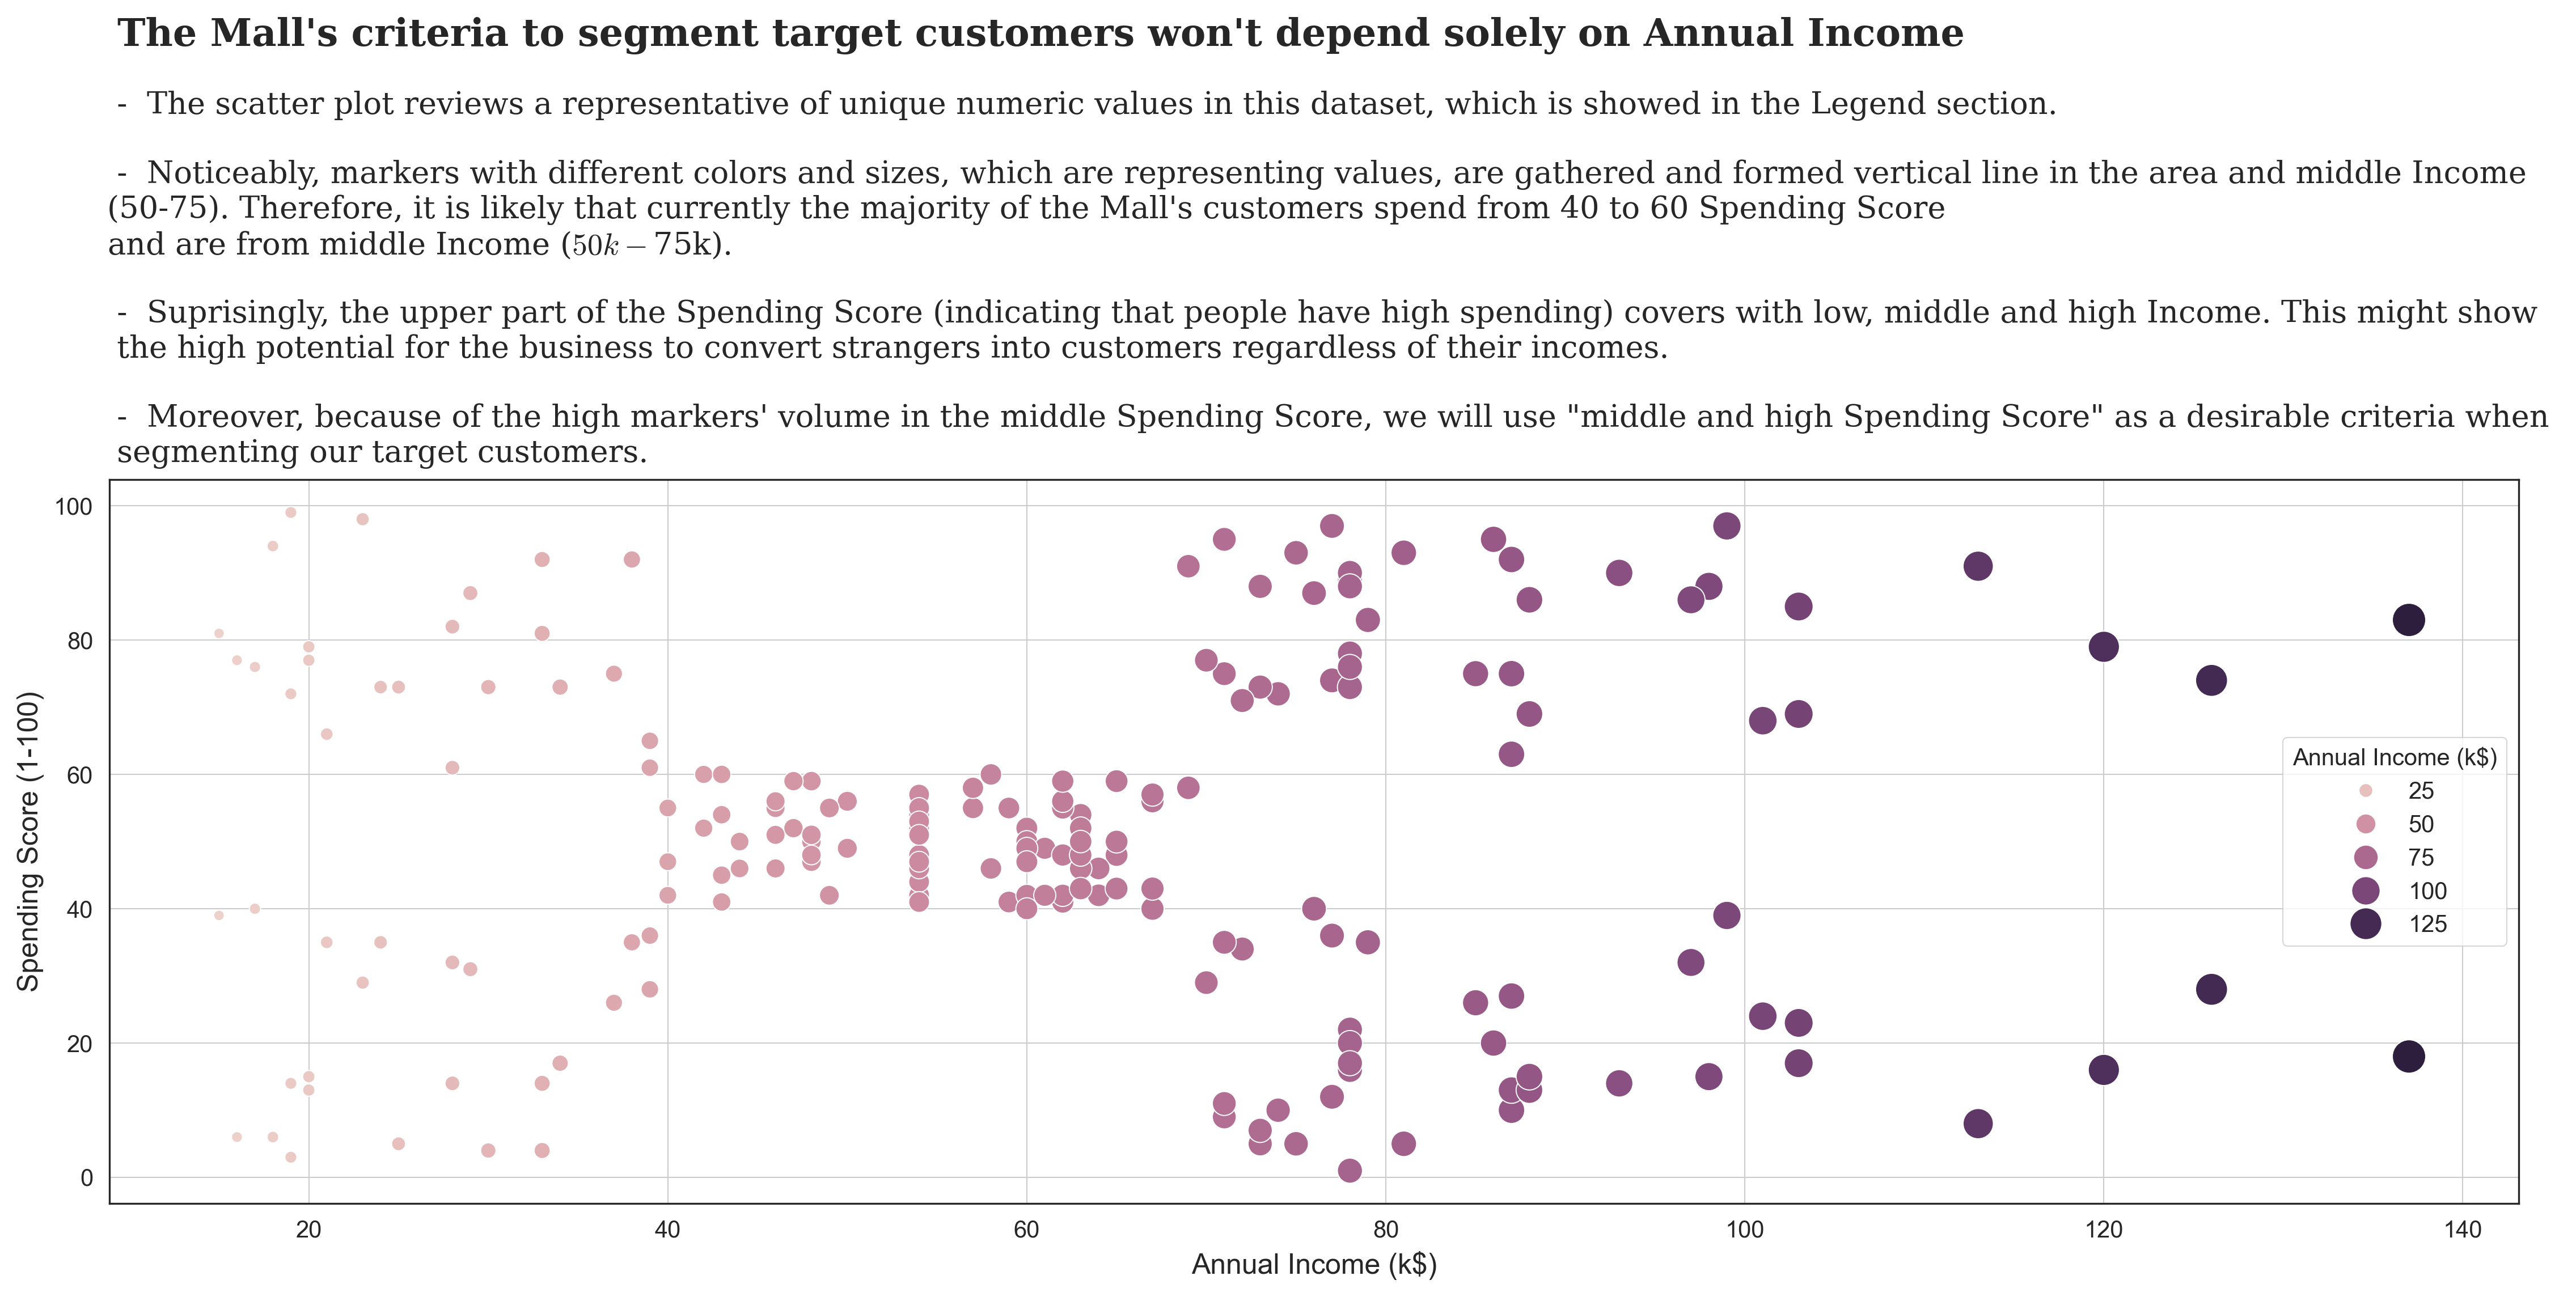 The Mall's criteria to segment target customers won't depend solely on Annual Income
- The scatter plot reviews a representative of unique numeric values in this dataset, which is showed in the Legend section.
- Noticeably, markers with different colors and sizes, which are representing values, are gathered and formed vertical line in the area and middle Income
(50-75). Therefore, it is likely that currently the majority of the Mall's customers spend from 40 to 60 Spending Score
and are from middle Income (50k − 75k).
- Suprisingly, the upper part of the Spending Score (indicating that people have high spending) covers with low, middle and high Income. This might show
the high potential for the business to convert strangers into customers regardless of their incomes.
- Moreover, because of the high markers' volume in the middle Spending Score, we will use "middle and high Spending Score" as a desirable criteria when
segmenting our target customers.
100
80
60
40
20
0
Spending Score (1-100)
Annual Income (k$)
25
50
75
100
125
20 40 60 80 100 120 140
Annual Income (k$)